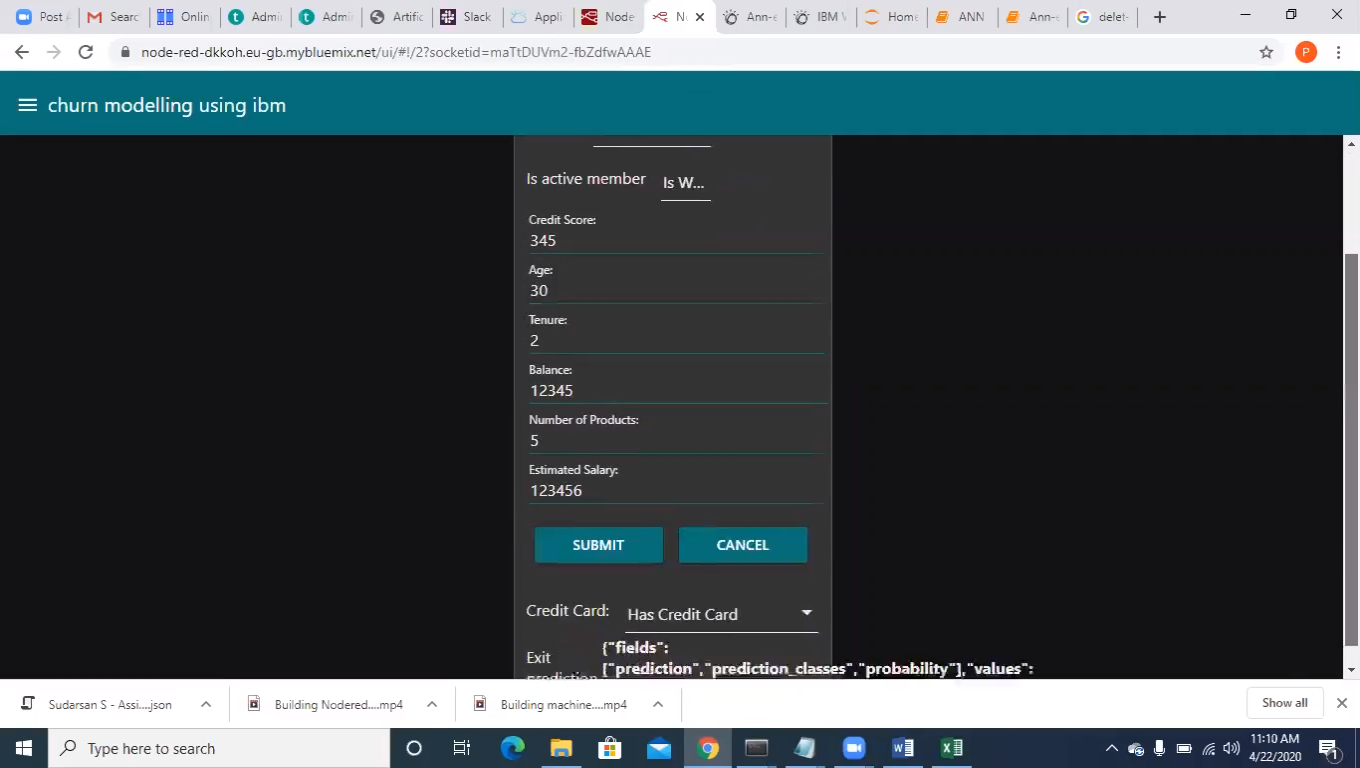 Post A
Searc
Onlin
Admi
Admi
Artific
Slack
Appli
Node
N
Ann-e
IBM W
Home
ANN
Ann-e
delet-
node-red-dkkoh.eu-gb.mybluemix.net/ui/#!/2?socketid=maTtDUVm2-fbZdfwAAAE
P
churn modelling using ibm
Is active member Is W...
Credit Score:
345
Age:
30
Tenure:
2
Balance:
12345
Number of Products:
5
Estimated Salary:
123456
SUBMIT CANCEL
Credit Card: Has Credit Card
Exit
prediction
{"fields":
["prediction","prediction_classes","probability"],"values":
Sudarsan S - Assi....json
Building Nodered....mp4
Building machine....mp4
Show all
Type here to search
11:10 AM
4/22/2020
1